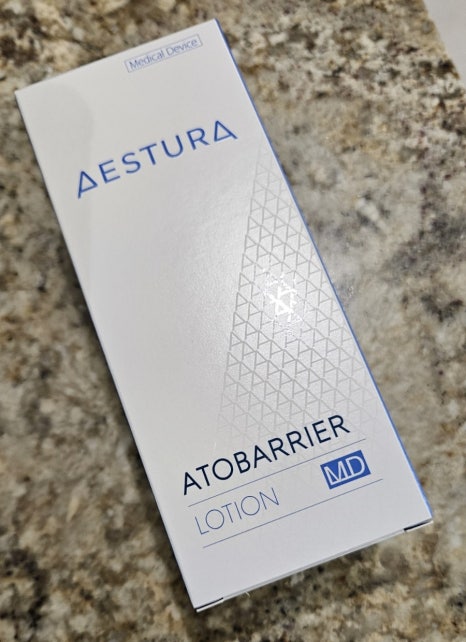 Medical Device
AESTURA
ATOBARRIER
LOTION MD